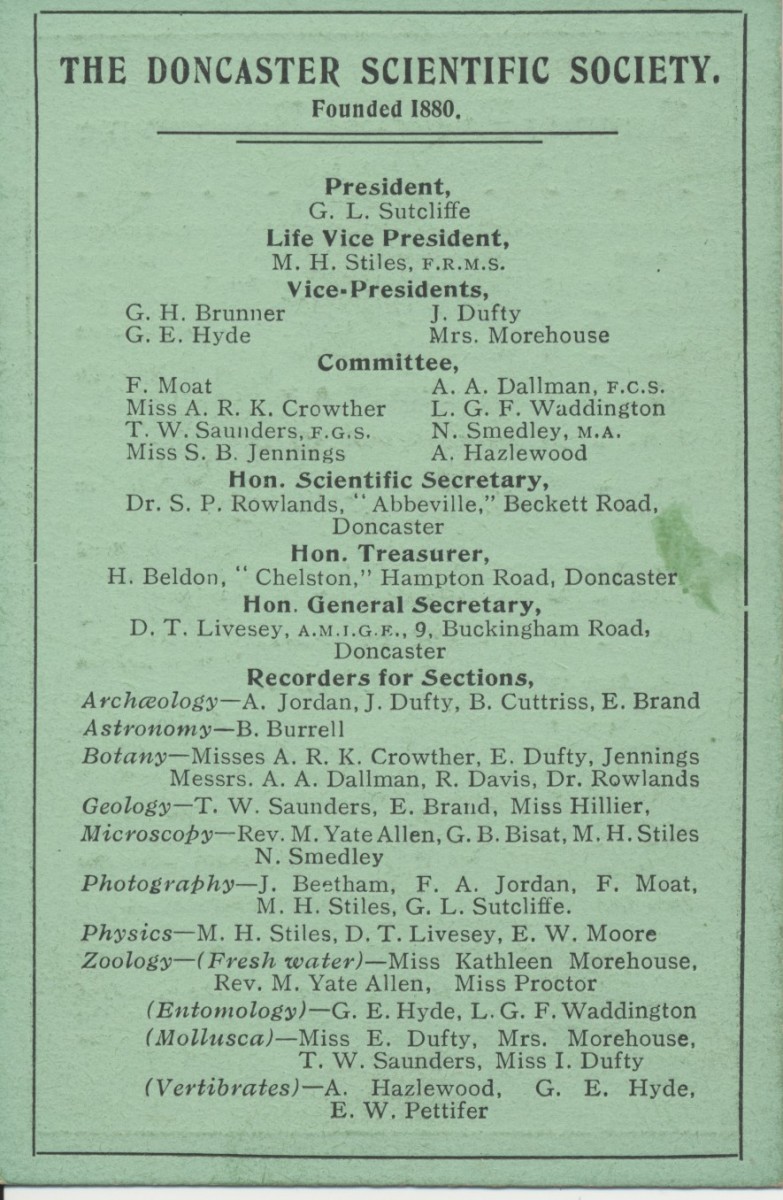 THE DONCASTER SCIENTIFIC SOCIETY.
Founded 1880.
President,
G. L. Sutcliffe
Life Vice President,
M. H. Stiles, F.R.M.S.
Vice-Presidents,
G. H. Brunner J. Dufty
G. E. Hyde Mrs. Morehouse
Committee,
F. Moat A. A. Dallman, F.C.S.
Miss A. R. K. Crowther L. G. F. Waddington
T. W. Saunders, F.G.S. N. Smedley, M.A.
Miss S. B. Jennings A. Hazlewood
Hon. Scientific Secretary,
Dr. S. P. Rowlands, "Abbeville," Beckett Road,
Doncaster
Hon. Treasurer,
H. Beldon, "Chelston," Hampton Road, Doncaster
Hon. General Secretary,
D. T. Livesey, A.M.I.G.E., 9, Buckingham Road,
Doncaster
Recorders for Sections,
Archæology—A. Jordan, J. Dufty, B. Cuttriss, E. Brand
Astronomy—B. Burrell
Botany—Misses A. R. K. Crowther, E. Dufty, Jennings
Messrs. A. A. Dallman, R. Davis, Dr. Rowlands
Geology—T. W. Saunders, E. Brand, Miss Hillier,
Microscopy—Rev. M. Yate Allen, G. B. Bisat, M. H. Stiles
N. Smedley
Photography—J. Beetham, F. A. Jordan, F. Moat,
M. H. Stiles, G. L. Sutcliffe.
Physics—M. H. Stiles, D. T. Livesey, E. W. Moore
Zoology—(Fresh water)—Miss Kathleen Morehouse,
Rev. M. Yate Allen, Miss Proctor
(Entomology)—G. E. Hyde, L. G. F. Waddington
(Mollusca)—Miss E. Dufty, Mrs. Morehouse,
T. W. Saunders, Miss I. Dufty
(Vertibrates)—A. Hazlewood, G. E. Hyde,
E. W. Pettifer